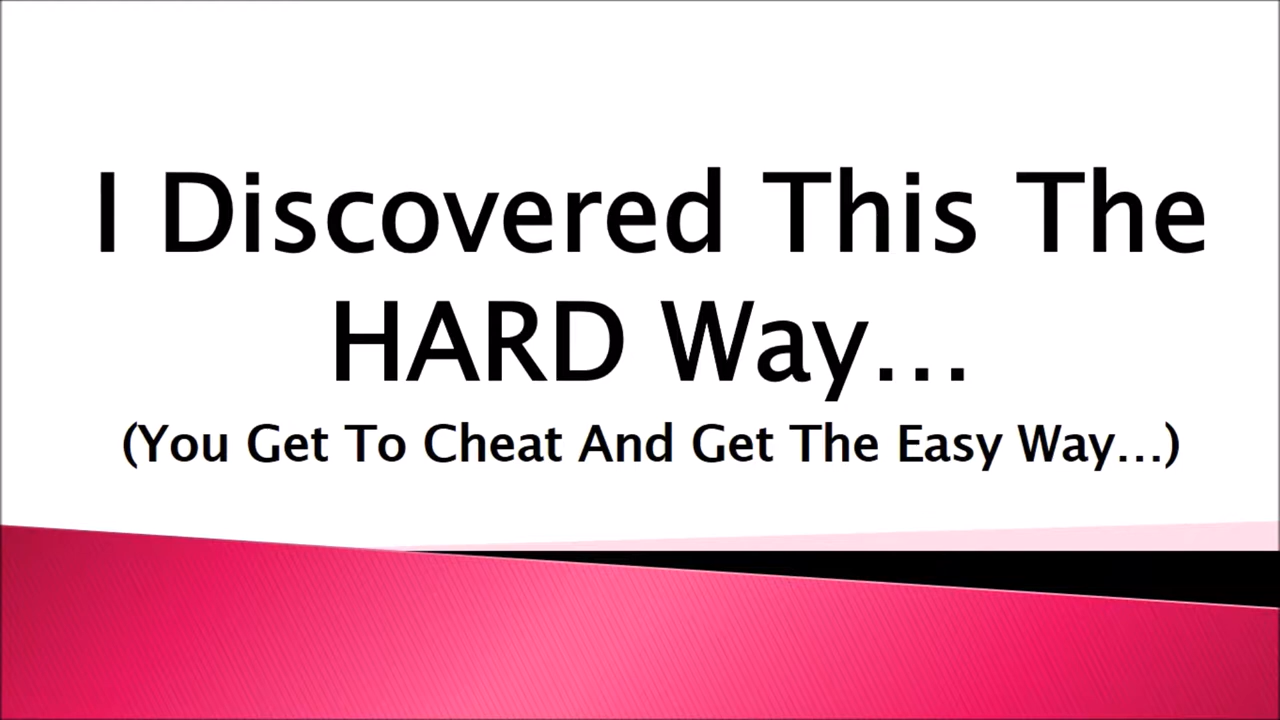 I Discovered This The
HARD Way...
(You Get To Cheat And Get The Easy Way...)